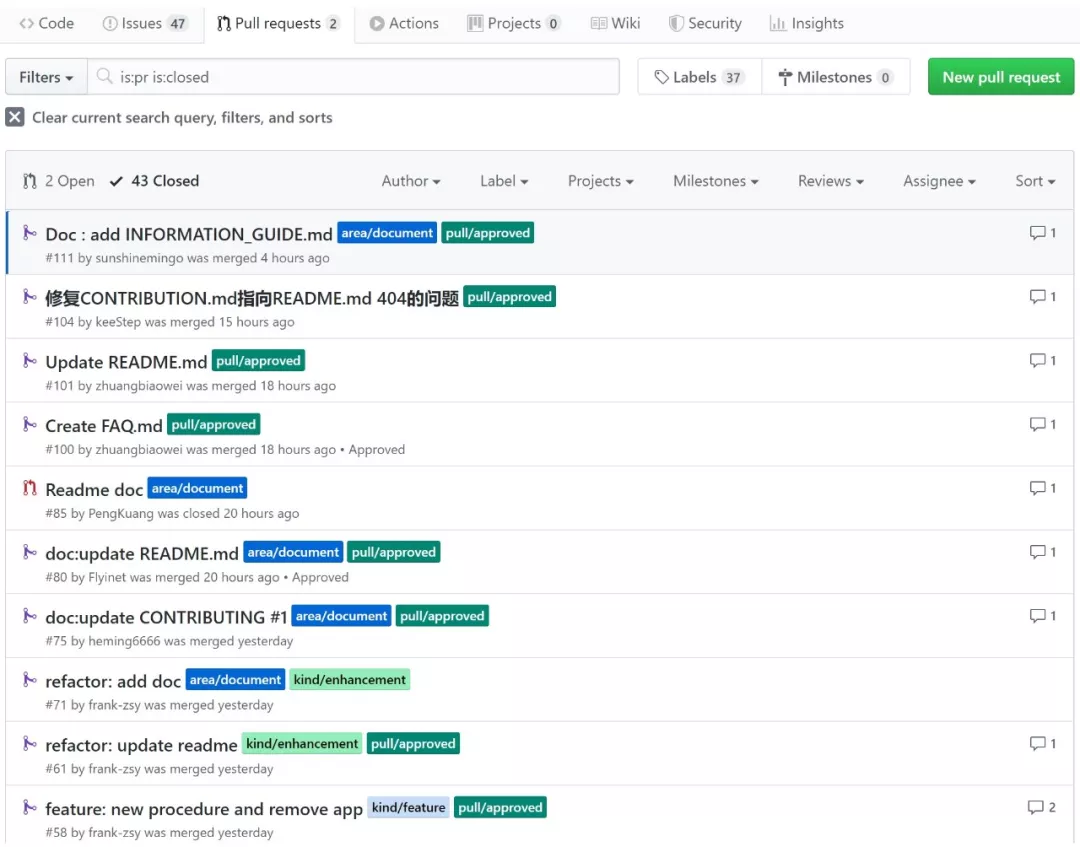 Code Issues 47 Pull requests 2 Actions Projects 0 Wiki Security Insights
Filters is:pr is:closed Labels 37 Milestones 0 New pull request
Clear current search query, filters, and sorts
2 Open 43 Closed Author Label Projects Milestones Reviews Assignee Sort
Doc : add INFORMATION_GUIDE.md area/document pull/approved 1
#111 by sunshinemingo was merged 4 hours ago
修复CONTRIBUTION.md指向README.md 404的问题 pull/approved 1
#104 by keeStep was merged 15 hours ago
Update README.md pull/approved 1
#101 by zhuangbiaowei was merged 18 hours ago
Create FAQ.md pull/approved 1
#100 by zhuangbiaowei was merged 18 hours ago • Approved
Readme doc area/document 1
#85 by PengKuang was closed 20 hours ago
doc:update README.md area/document pull/approved 1
#80 by Flyinet was merged 20 hours ago • Approved
doc:update CONTRIBUTING #1 area/document pull/approved 1
#75 by heming6666 was merged yesterday
refactor: add doc area/document kind/enhancement
#71 by frank-zsy was merged yesterday
refactor: update readme kind/enhancement pull/approved 1
#61 by frank-zsy was merged yesterday
feature: new procedure and remove app kind/feature pull/approved 2
#58 by frank-zsy was merged yesterday